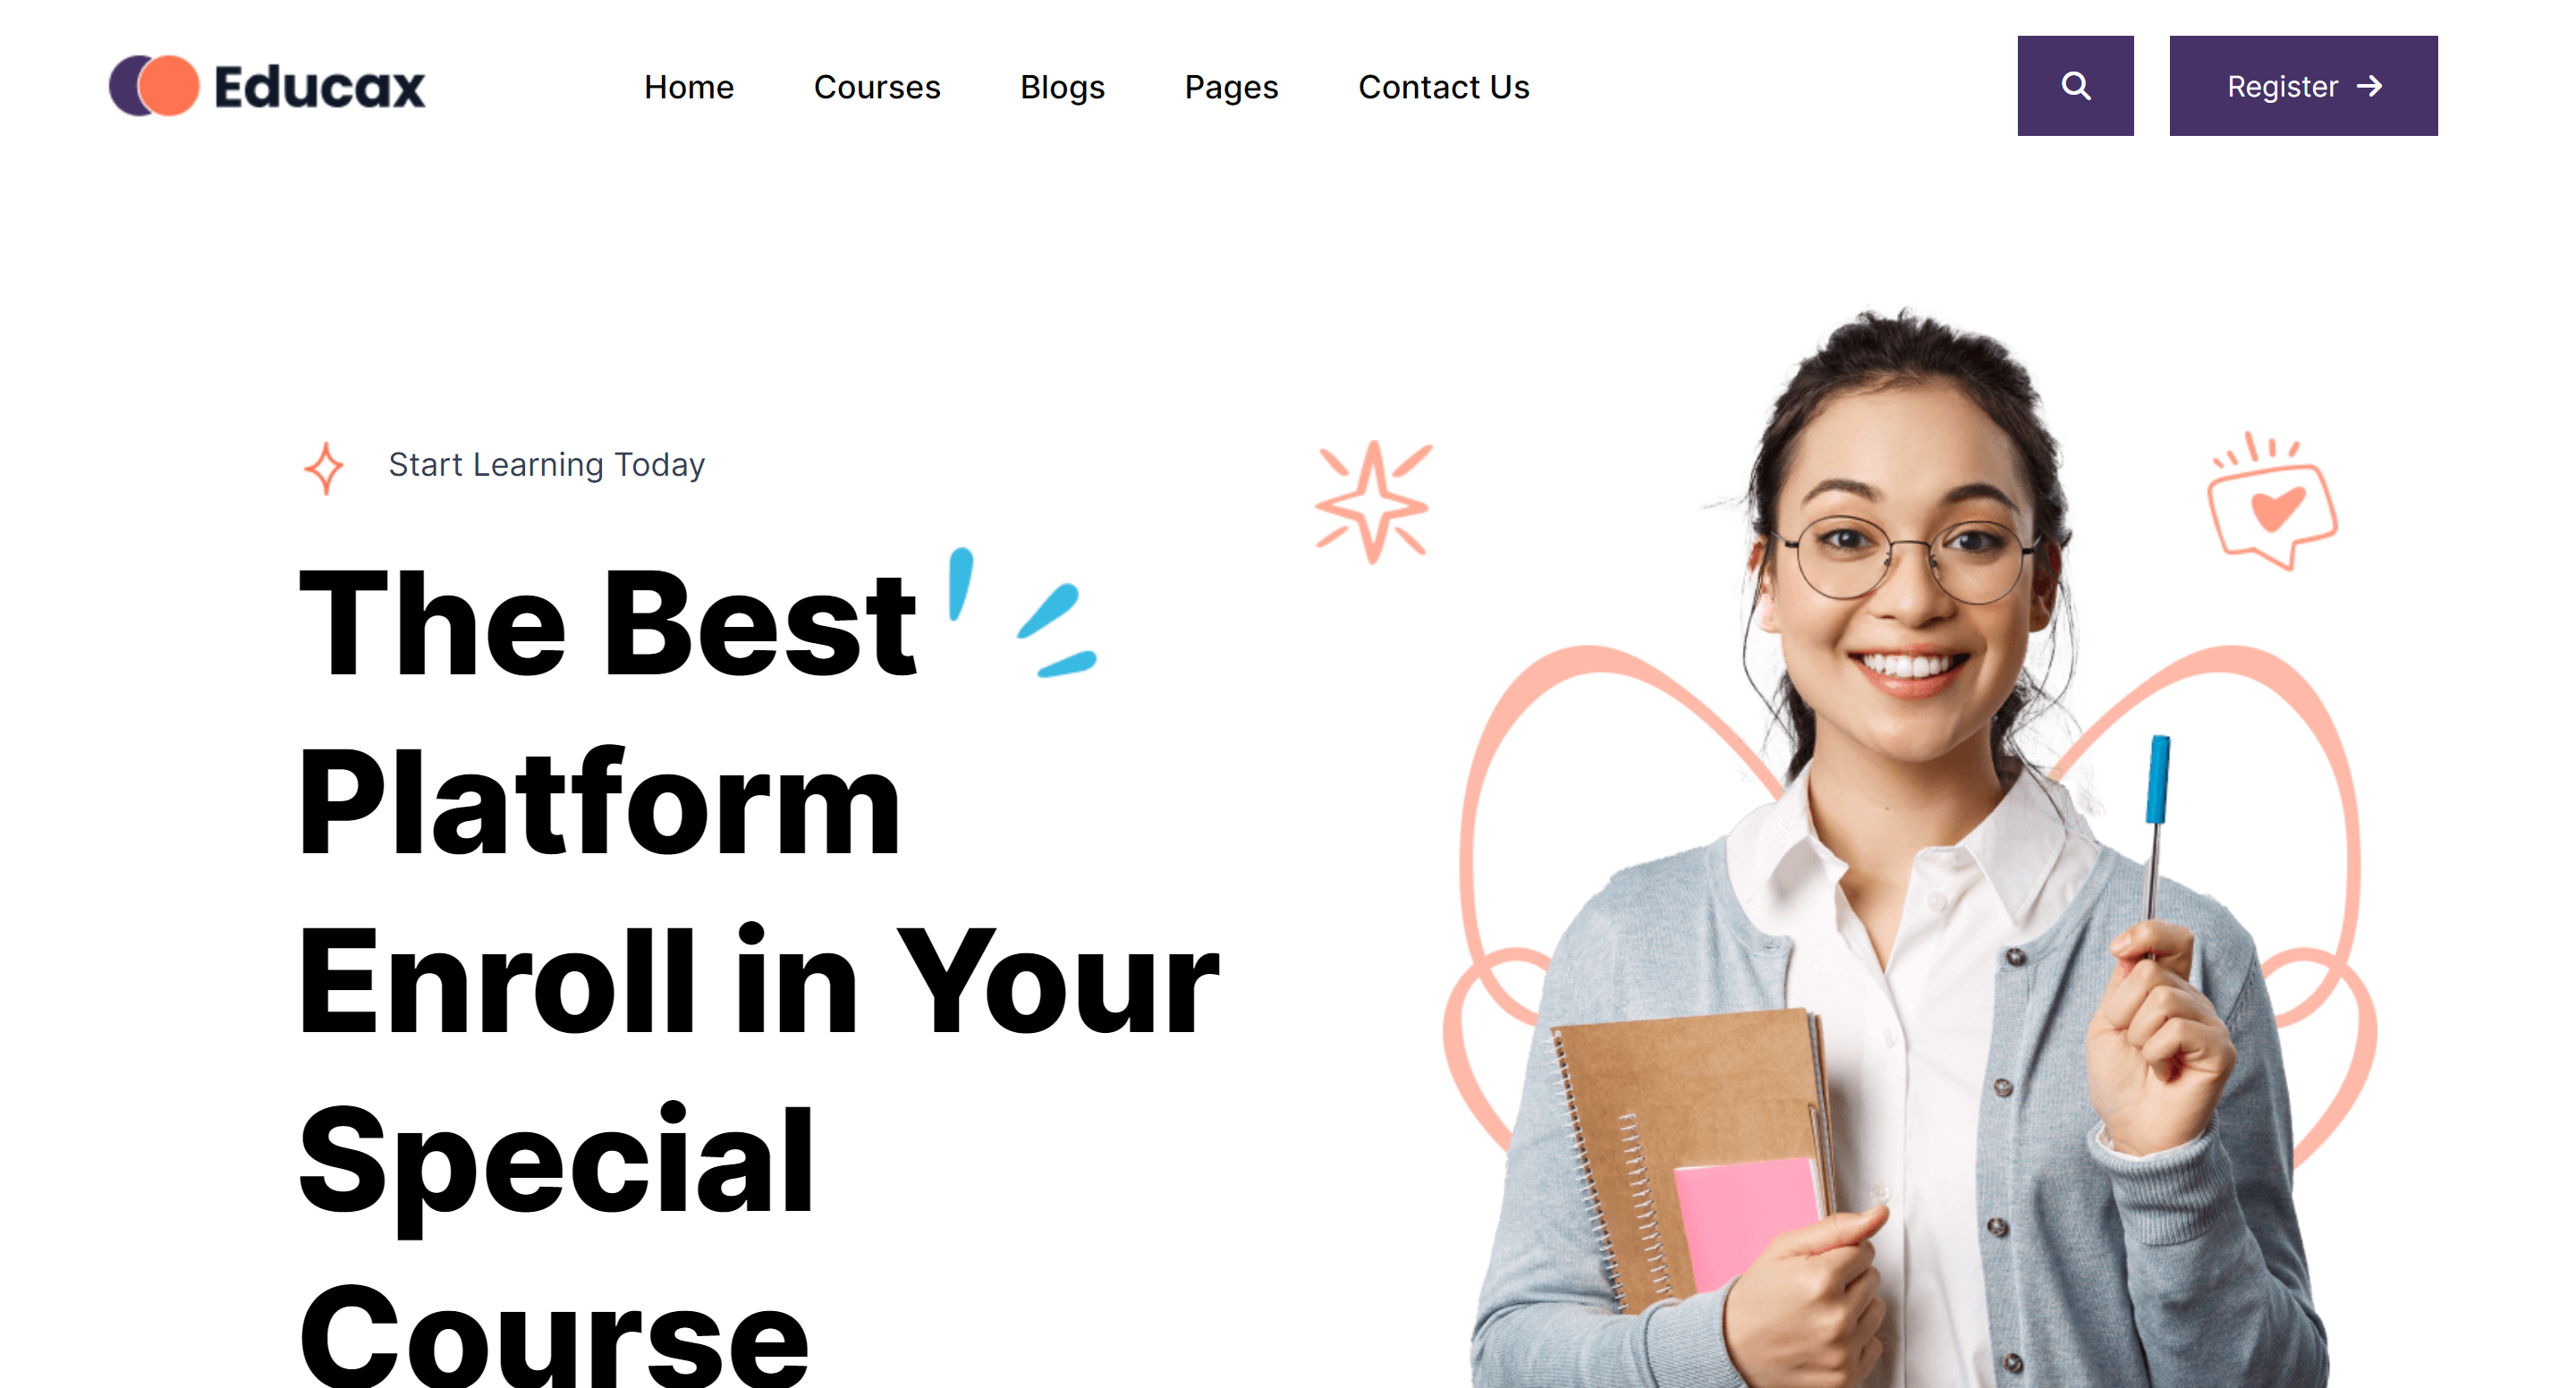 Educax
Home Courses Blogs Pages Contact Us
Register
Start Learning Today
The Best
Platform
Enroll in Your
Special
Course